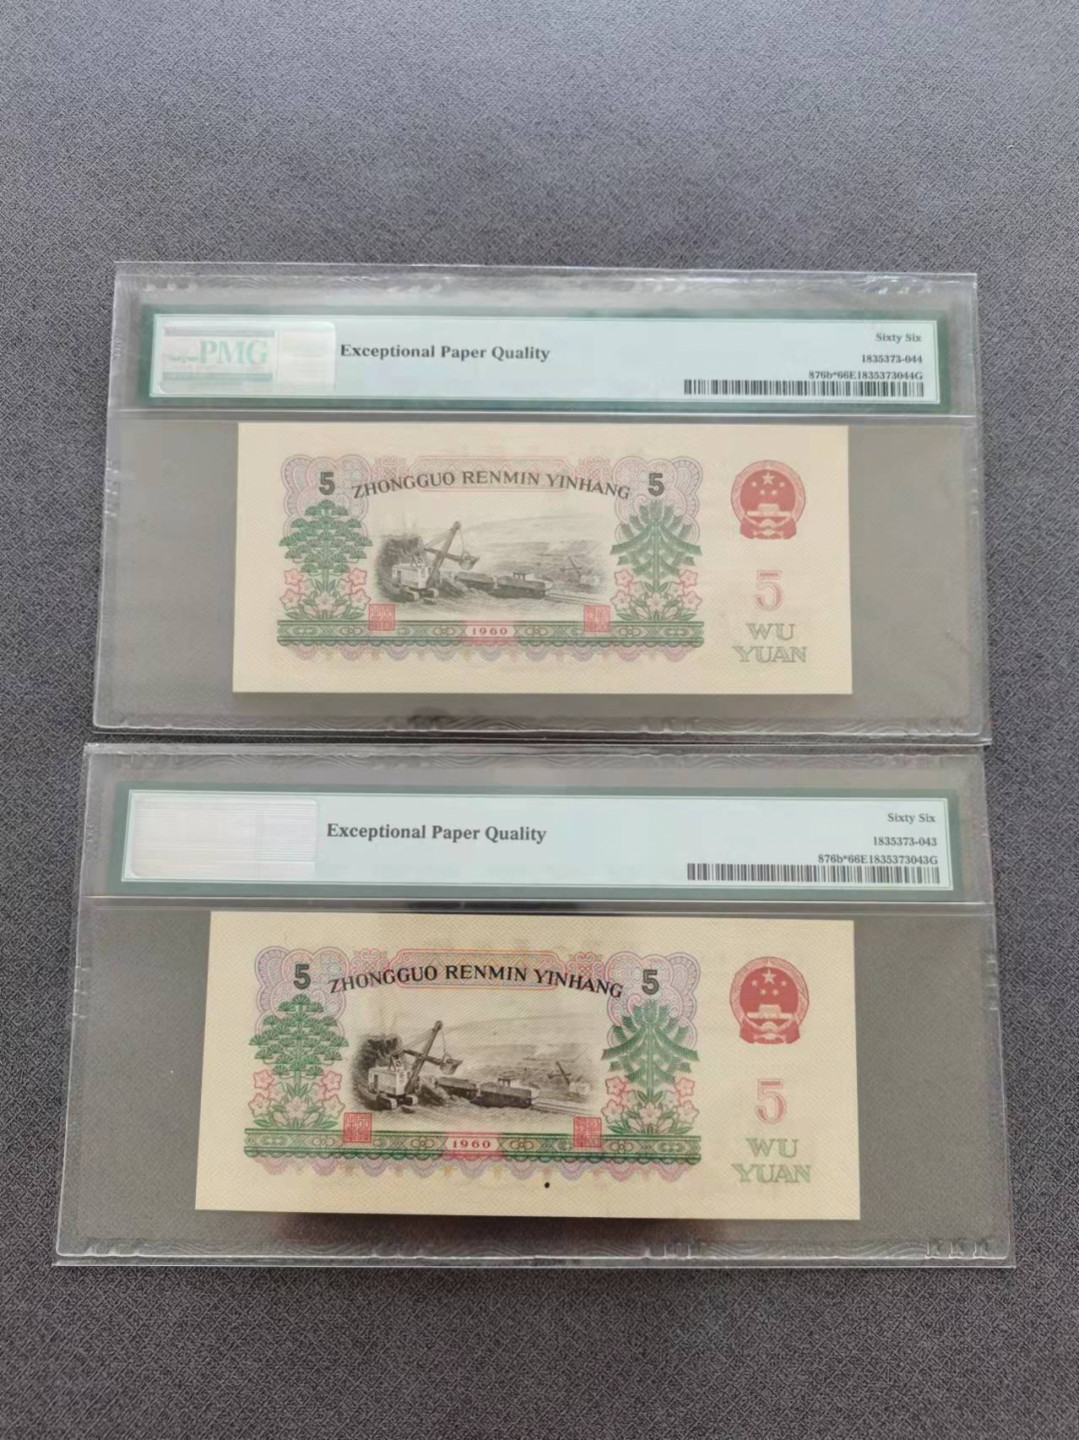 PMG
Exceptional Paper Quality
Sixty Six
1835373-044
876b*66E1835373044G
5 ZHONGGUO RENMIN YINHANG 5
5
1960
WU
YUAN
Exceptional Paper Quality
Sixty Six
1835373-043
876b*66E1835373043G
5 ZHONGGUO RENMIN YINHANG 5
5
1960
WU
YUAN